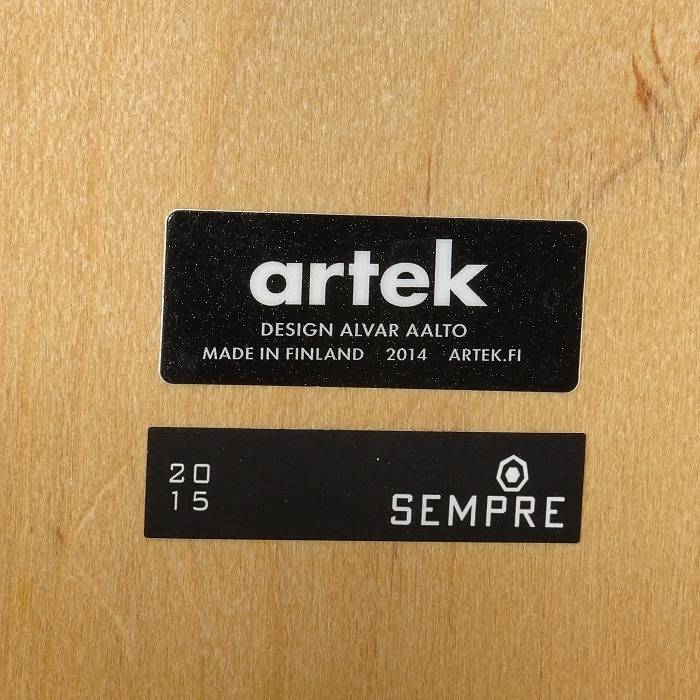 artek
DESIGN ALVAR AALTO
MADE IN FINLAND 2014 ARTEK.FI
20
15
SEMPRE